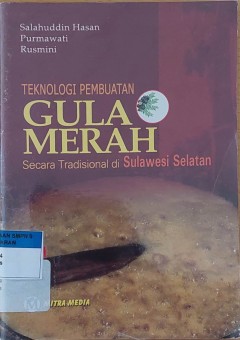 Salahuddin Hasan
Purmawati
Rusmini
TEKNOLOGI PEMBUATAN
GULA
MERAH
Secara Tradisional di Sulawesi Selatan
MITRA MEDIA